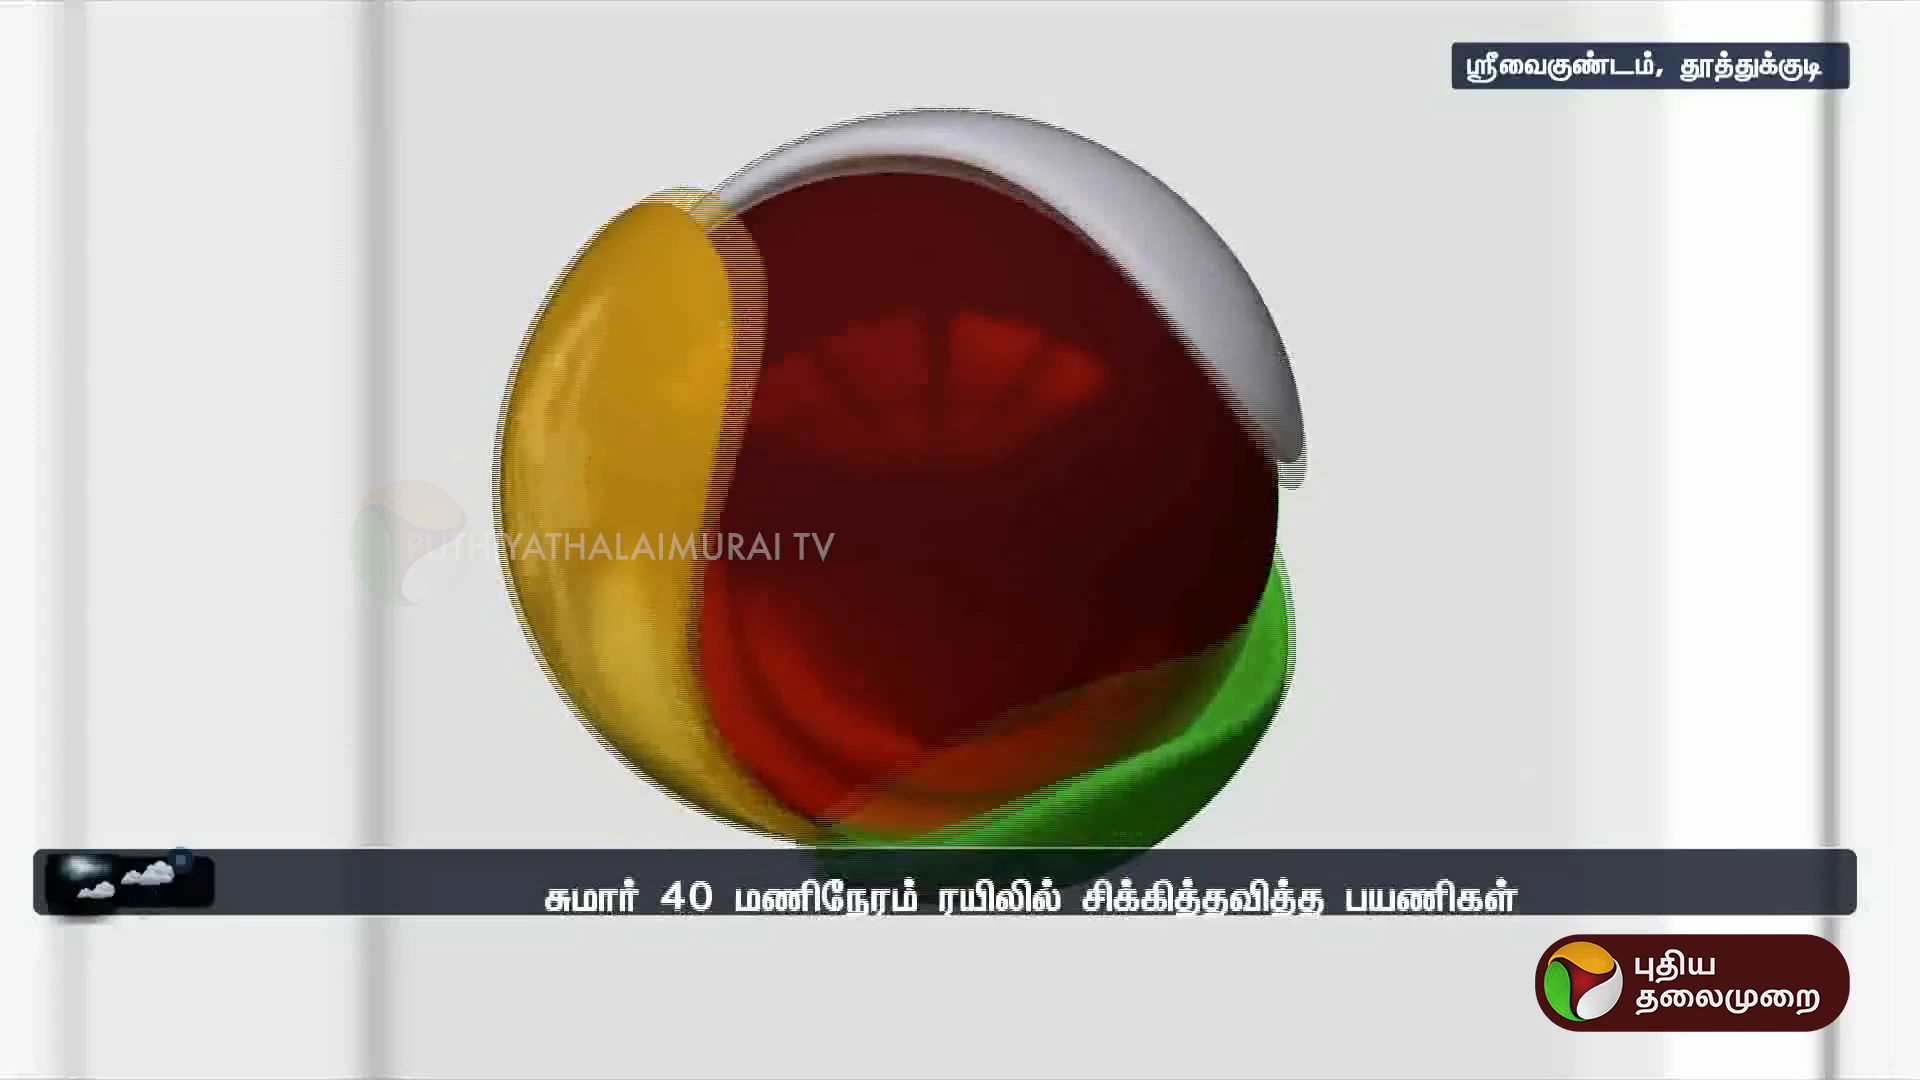 ஸ்ரீவைகுண்டம், தூத்துக்குடி
PUTHIYATHALAIMURAI TV
சுமார் 40 மணிநேரம் ரயிலில் சிக்கித்தவித்த பயணிகள்
புதிய
தலைமுறை